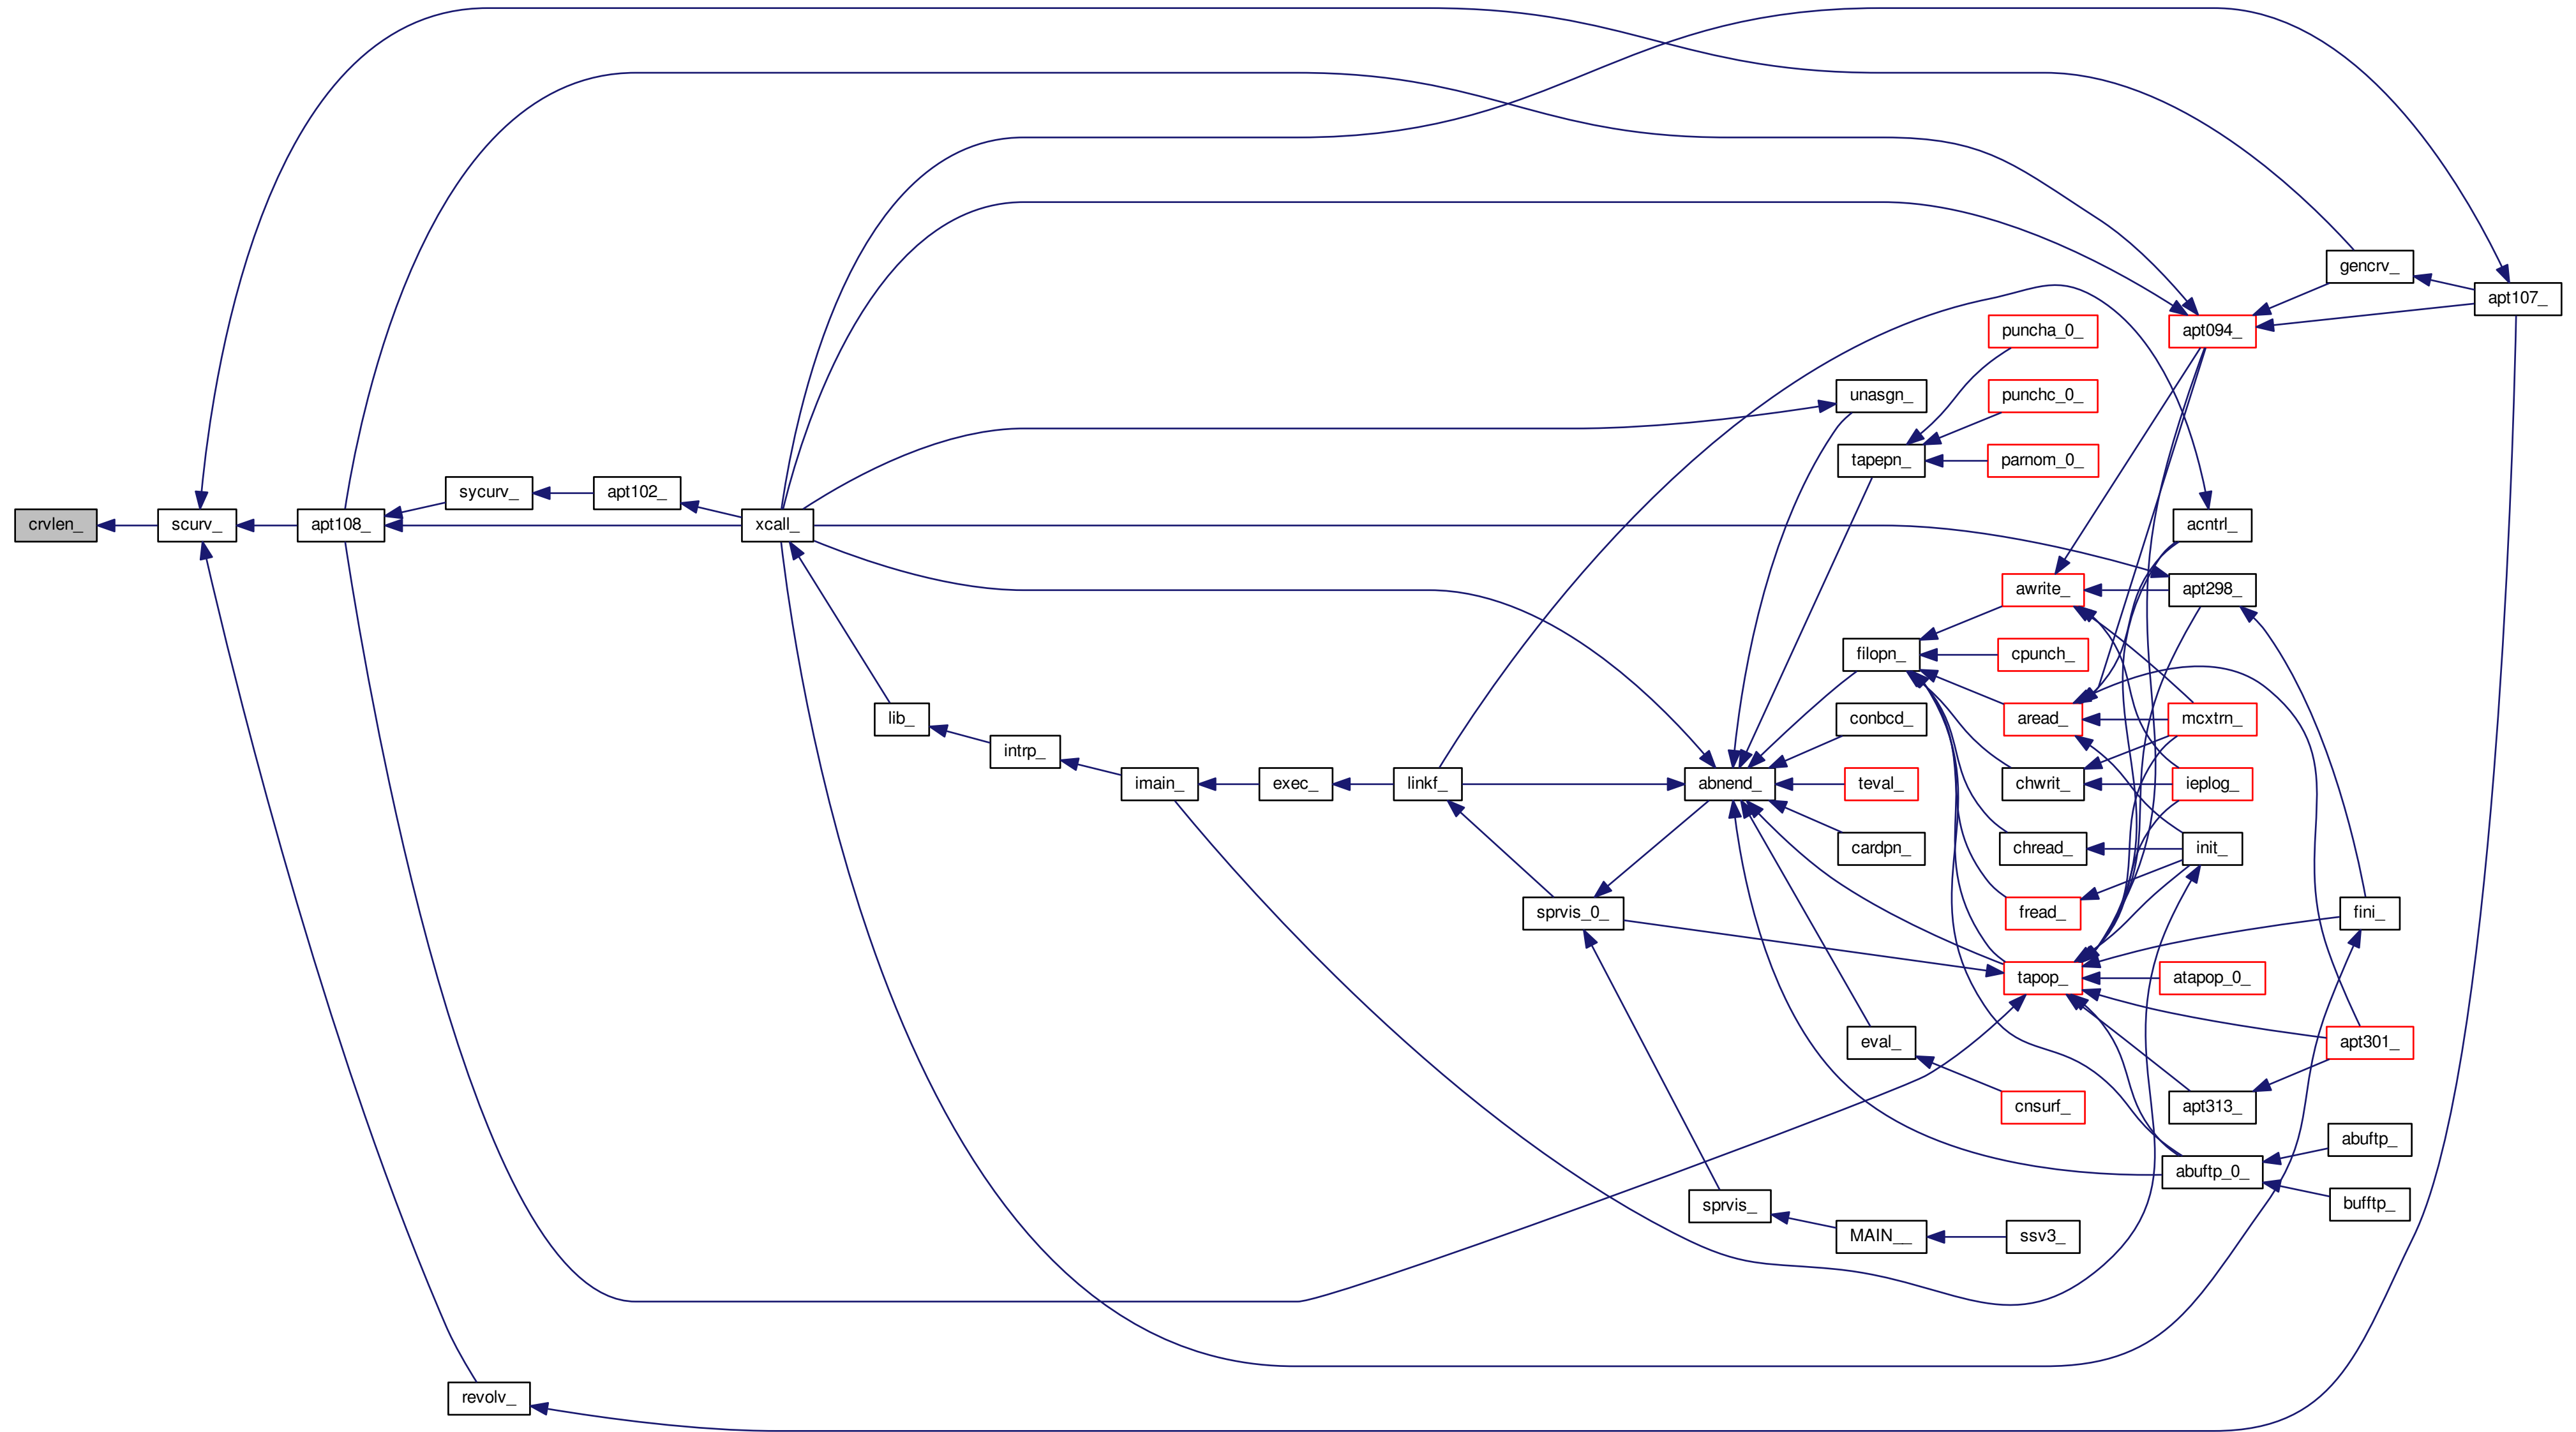 crvlen_
scurv_
apt108_
sycurv_
apt102_
revolv_
xcall_
lib_
intrp_
imain_
exec_
linkf_
sprvis_0_
abnend_
sprvis_
unasgn_
tapepn_
filopn_
conbcd_
teval_
cardpn_
eval_
MAIN__
puncha_0_
punchc_0_
parnom_0_
awrite_
cpunch_
aread_
chwrit_
chread_
fread_
tapop_
cnsurf_
ssv3_
apt094_
acntrl_
apt298_
mcxtrn_
ieplog_
init_
atapop_0_
apt313_
abuftp_0_
gencrv_
fini_
apt301_
abuftp_
bufftp_
apt107_